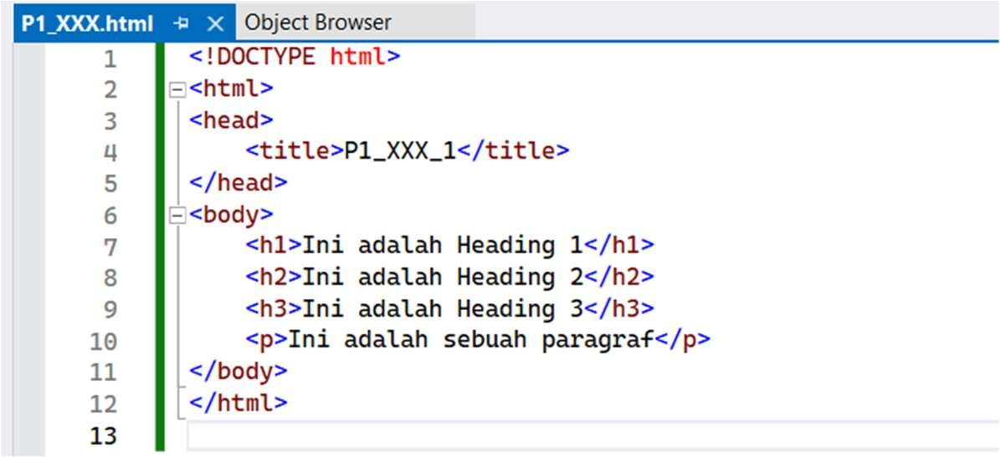 P1_XXX.html Object Browser
1 <!DOCTYPE html>
2 <html>
3 <head>
4 <title>P1_XXX_1</title>
5 </head>
6 <body>
7 <h1>Ini adalah Heading 1</h1>
8 <h2>Ini adalah Heading 2</h2>
9 <h3>Ini adalah Heading 3</h3>
10 <p>Ini adalah sebuah paragraf</p>
11 </body>
12 </html>
13